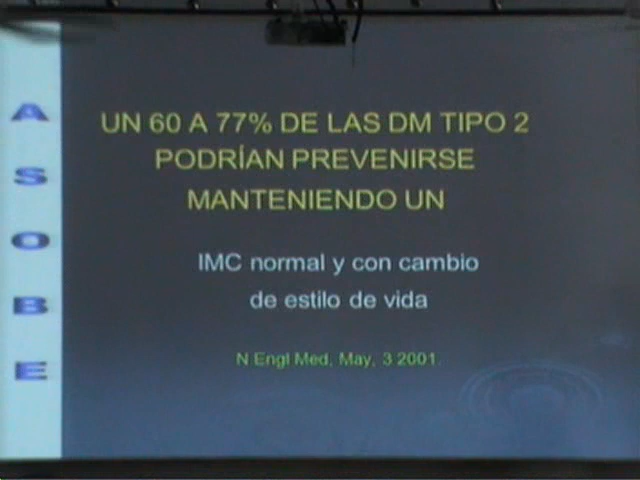 ASOBE
UN 60 A 77% DE LAS DM TIPO 2
PODRÍAN PREVENIRSE
MANTENIENDO UN
IMC normal y con cambio
de estilo de vida
N Engl Med, May, 3 2001.